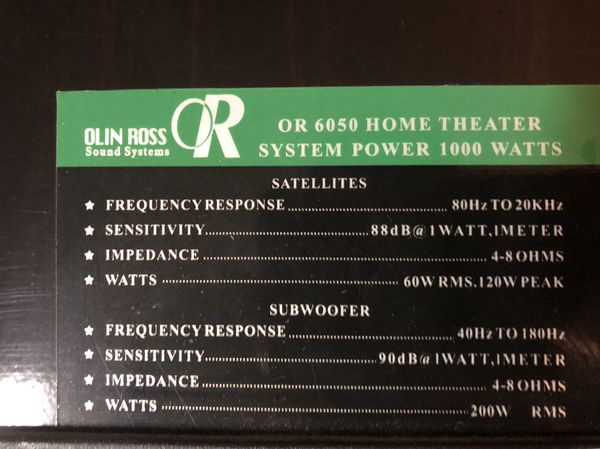 OLIN ROSS
Sound Systems
OR
OR 6050 HOME THEATER
SYSTEM POWER 1000 WATTS
SATELLITES
★ FREQUENCY RESPONSE........................80Hz TO 20KHz
★ SENSITIVITY........................88dB@1WATT,1METER
★ IMPEDANCE........................4-8 OHMS
★ WATTS........................60W RMS.120W PEAK
SUBWOOFER
★ FREQUENCY RESPONSE........................40Hz TO 180Hz
★ SENSITIVITY........................90dB@1WATT,1METER
★ IMPEDANCE........................4-8 OHMS
★ WATTS........................200W RMS